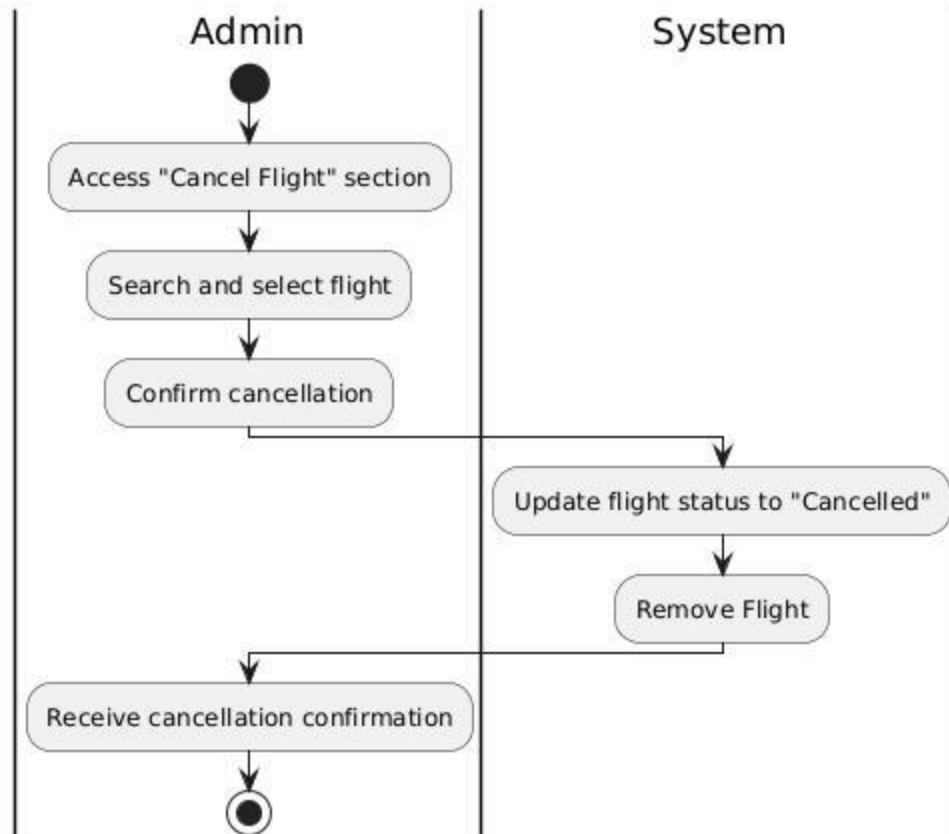 Admin
System
Access "Cancel Flight" section
Search and select flight
Confirm cancellation
Update flight status to "Cancelled"
Remove Flight
Receive cancellation confirmation